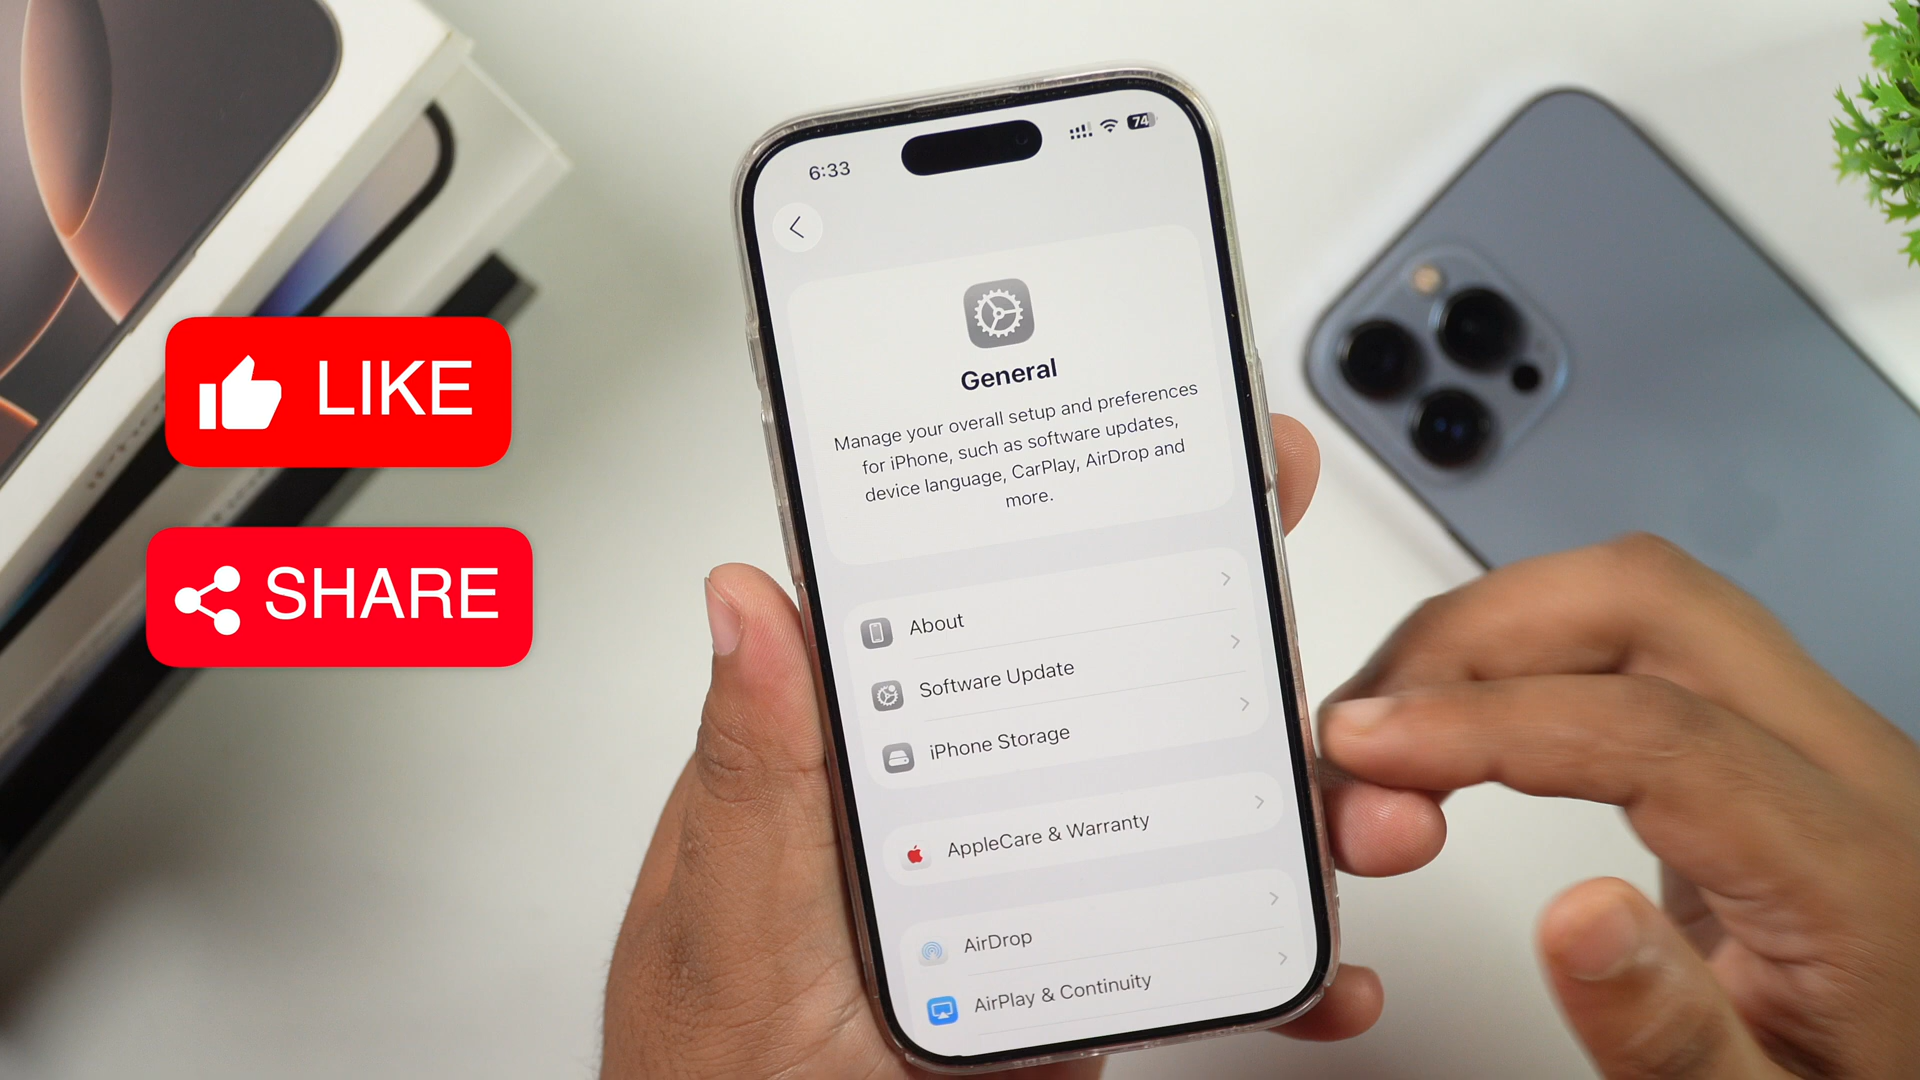 6:33
74
General
Manage your overall setup and preferences
for iPhone, such as software updates,
device language, CarPlay, AirDrop and
more.
About
Software Update
iPhone Storage
AppleCare & Warranty
AirDrop
AirPlay & Continuity
LIKE
SHARE